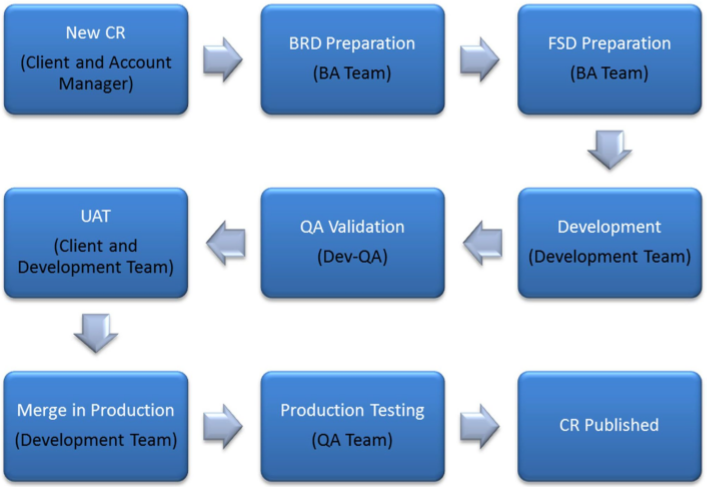 New CR
(Client and Account
Manager)
BRD Preparation
(BA Team)
FSD Preparation
(BA Team)
UAT
(Client and
Development Team)
QA Validation
(Dev-QA)
Development
(Development Team)
Merge in Production
(Development Team)
Production Testing
(QA Team)
CR Published